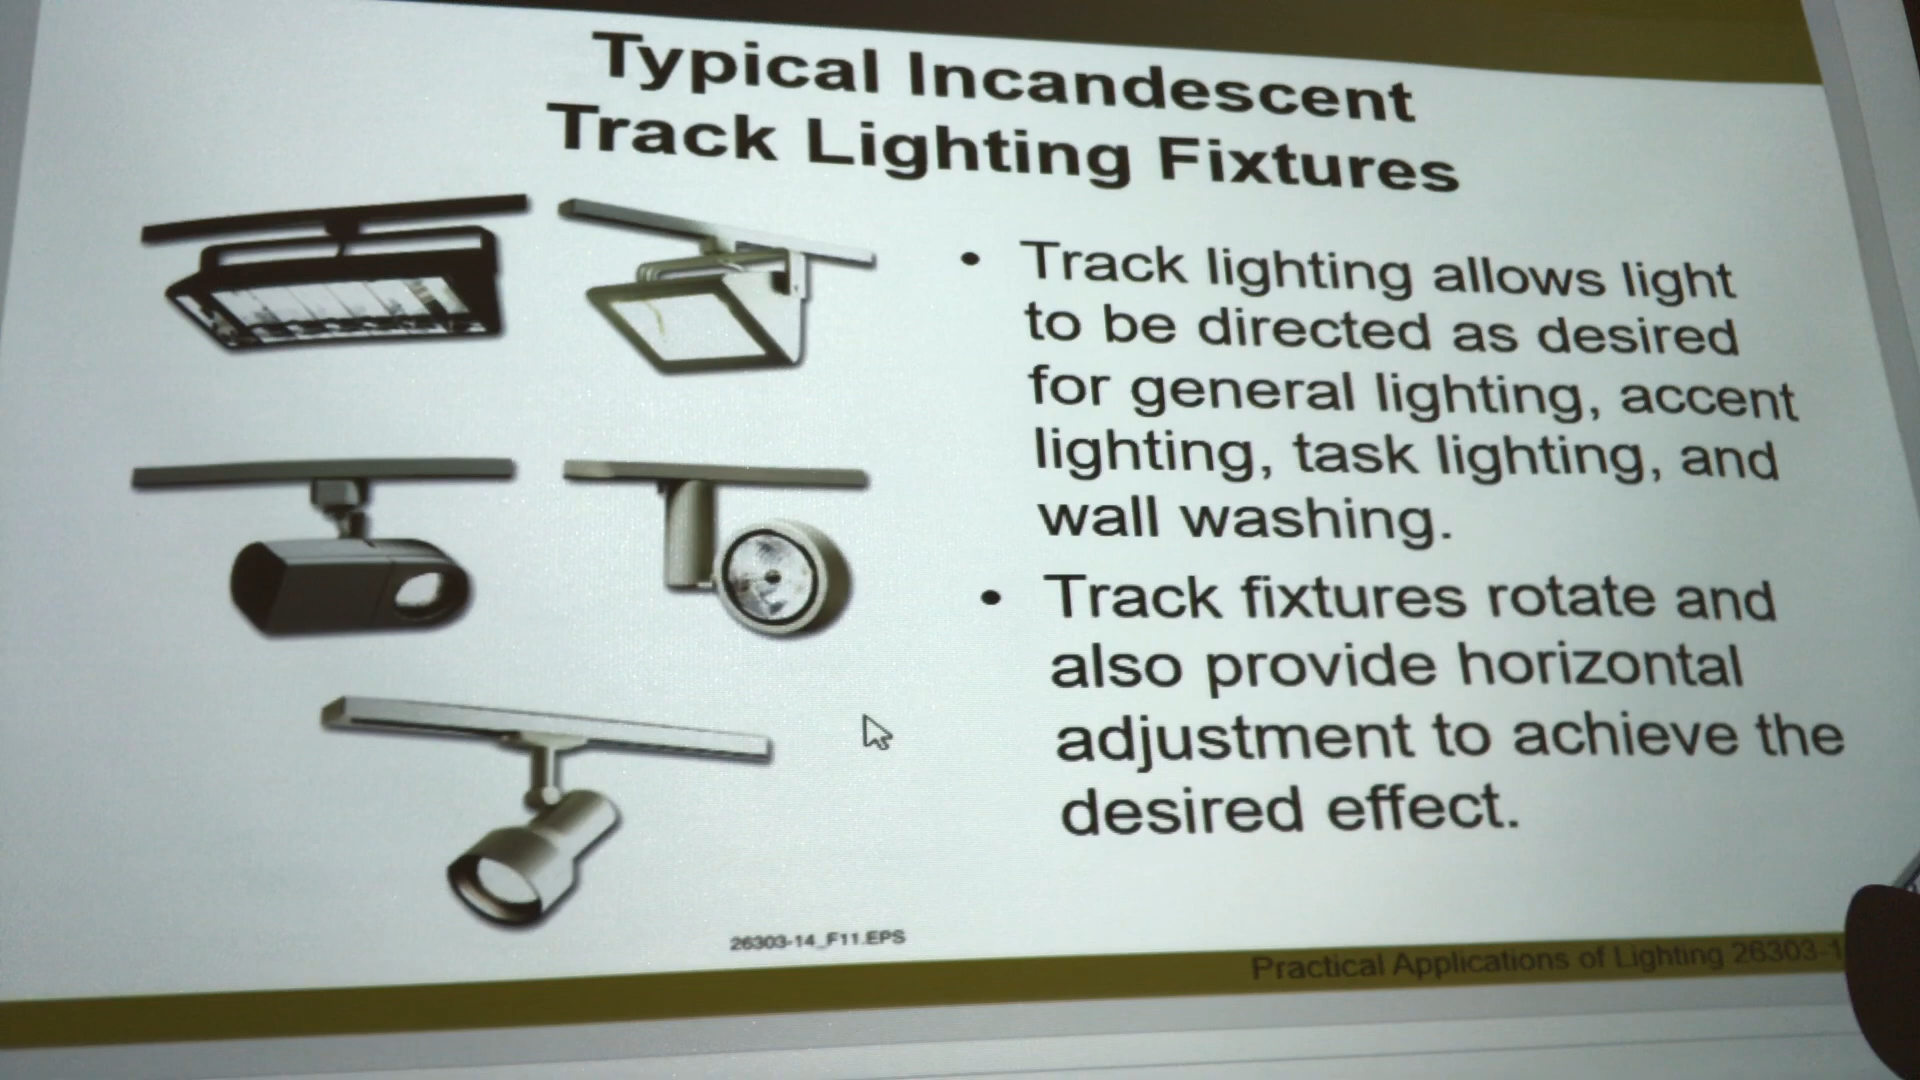 Typical Incandescent
Track Lighting Fixtures
• Track lighting allows light
to be directed as desired
for general lighting, accent
lighting, task lighting, and
wall washing.
• Track fixtures rotate and
also provide horizontal
adjustment to achieve the
desired effect.
26303-14_F11.EPS
Practical Applications of Lighting 26303-1